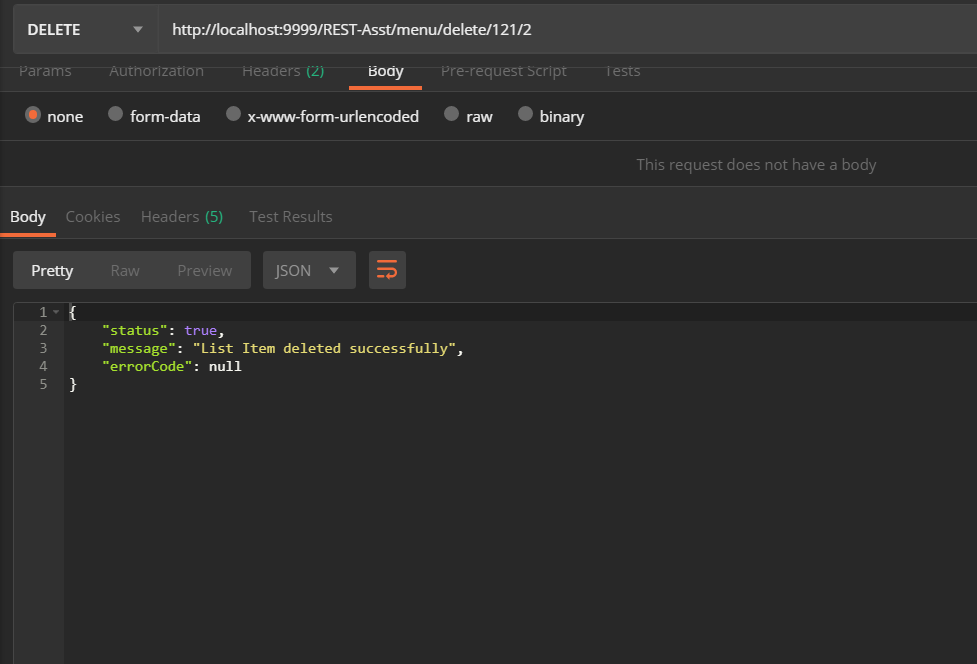 DELETE http://localhost:9999/REST-Asst/menu/delete/121/2
Params Authorization Headers (2) Body Pre-request Script Tests
none form-data x-www-form-urlencoded raw binary
This request does not have a body
Body Cookies Headers (5) Test Results
Pretty Raw Preview JSON
1 {
2 "status": true,
3 "message": "List Item deleted successfully",
4 "errorCode": null
5 }